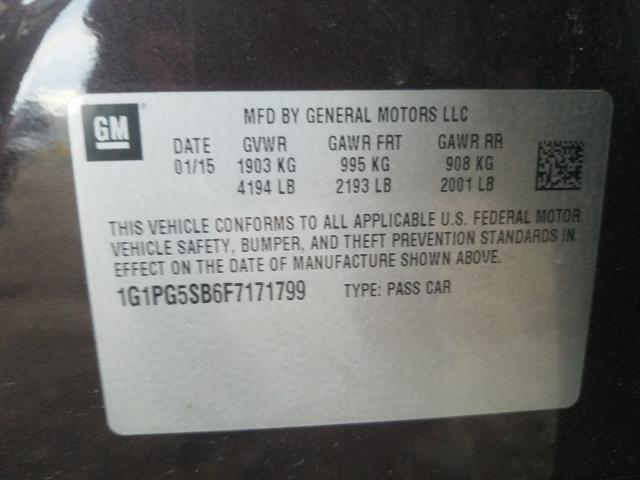 GM
MFD BY GENERAL MOTORS LLC
DATE GVWR GAWR FRT GAWR RR
01/15 1903 KG 995 KG 908 KG
4194 LB 2193 LB 2001 LB
THIS VEHICLE CONFORMS TO ALL APPLICABLE U.S. FEDERAL MOTOR
VEHICLE SAFETY, BUMPER, AND THEFT PREVENTION STANDARDS IN
EFFECT ON THE DATE OF MANUFACTURE SHOWN ABOVE.
1G1PG5SB6F7171799 TYPE: PASS CAR